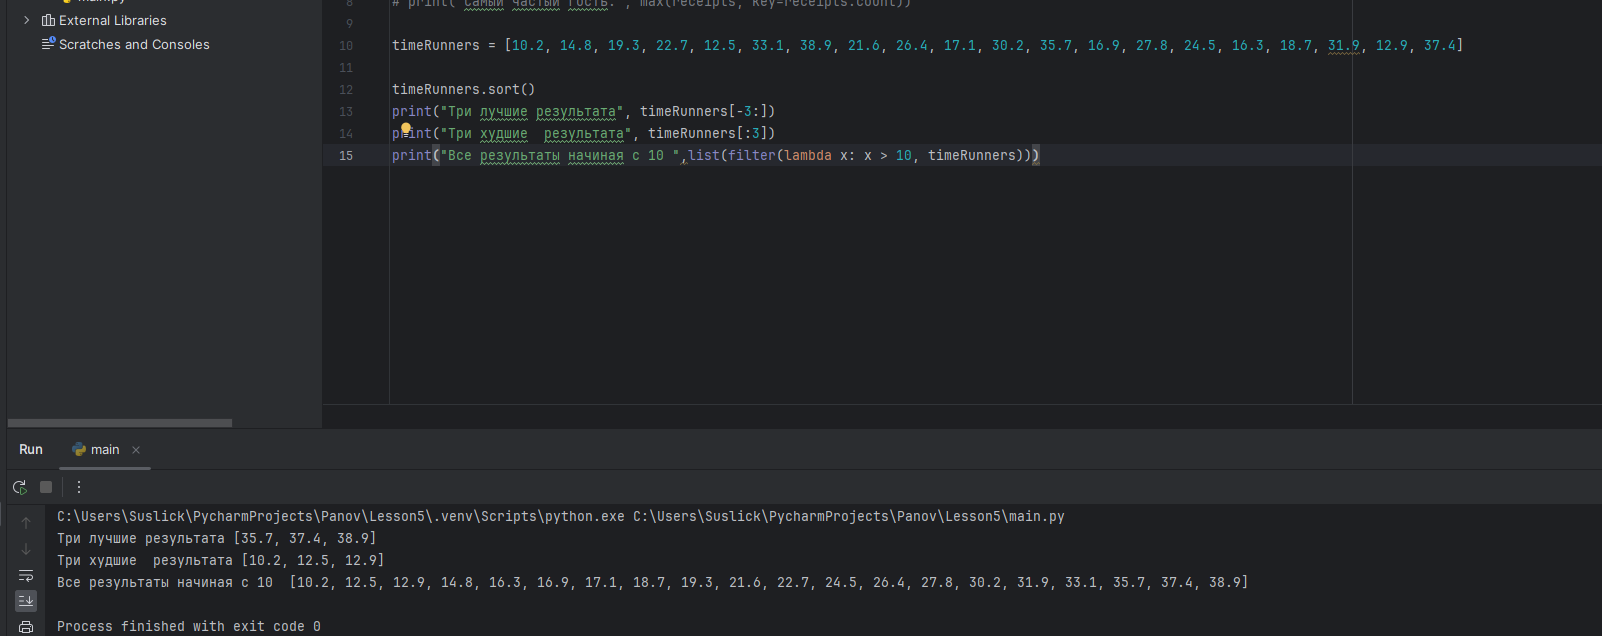 main.py
External Libraries
Scratches and Consoles
8 # print("Самый частый гость: ", max(receipts, key=receipts.count))
9
10 timeRunners = [10.2, 14.8, 19.3, 22.7, 12.5, 33.1, 38.9, 21.6, 26.4, 17.1, 30.2, 35.7, 16.9, 27.8, 24.5, 16.3, 18.7, 31.9, 12.9, 37.4]
11
12 timeRunners.sort()
13 print("Три лучшие результата", timeRunners[-3:])
14 print("Три худшие  результата", timeRunners[:3])
15 print("Все результаты начиная с 10 ",list(filter(lambda x: x > 10, timeRunners)))
Run main
C:\Users\Suslick\PycharmProjects\Panov\Lesson5\.venv\Scripts\python.exe C:\Users\Suslick\PycharmProjects\Panov\Lesson5\main.py
Три лучшие результата [35.7, 37.4, 38.9]
Три худшие  результата [10.2, 12.5, 12.9]
Все результаты начиная с 10  [10.2, 12.5, 12.9, 14.8, 16.3, 16.9, 17.1, 18.7, 19.3, 21.6, 22.7, 24.5, 26.4, 27.8, 30.2, 31.9, 33.1, 35.7, 37.4, 38.9]
Process finished with exit code 0